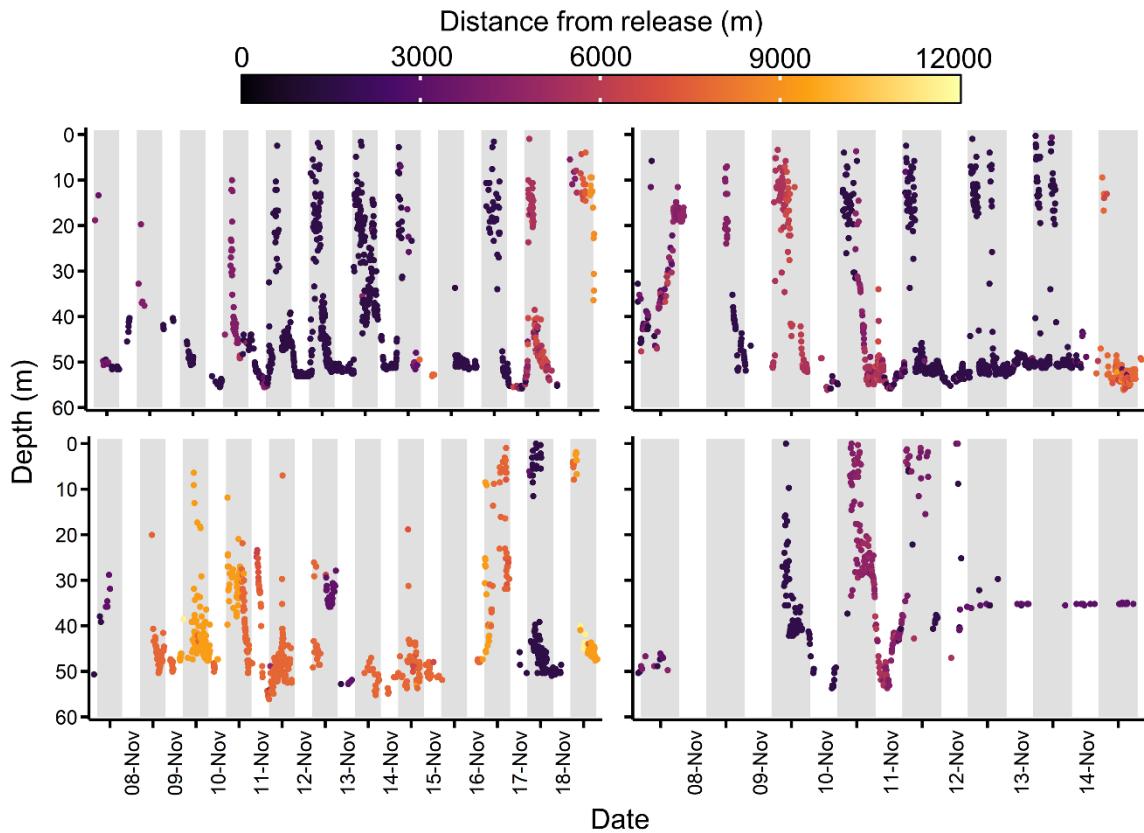 Distance from release (m)
0 3000 6000 9000 12000
0
10
20
30
40
50
60
0
10
20
30
40
50
60
Depth (m)
08-Nov 09-Nov 10-Nov 11-Nov 12-Nov 13-Nov 14-Nov 15-Nov 16-Nov 17-Nov 18-Nov
08-Nov 09-Nov 10-Nov 11-Nov 12-Nov 13-Nov 14-Nov
Date